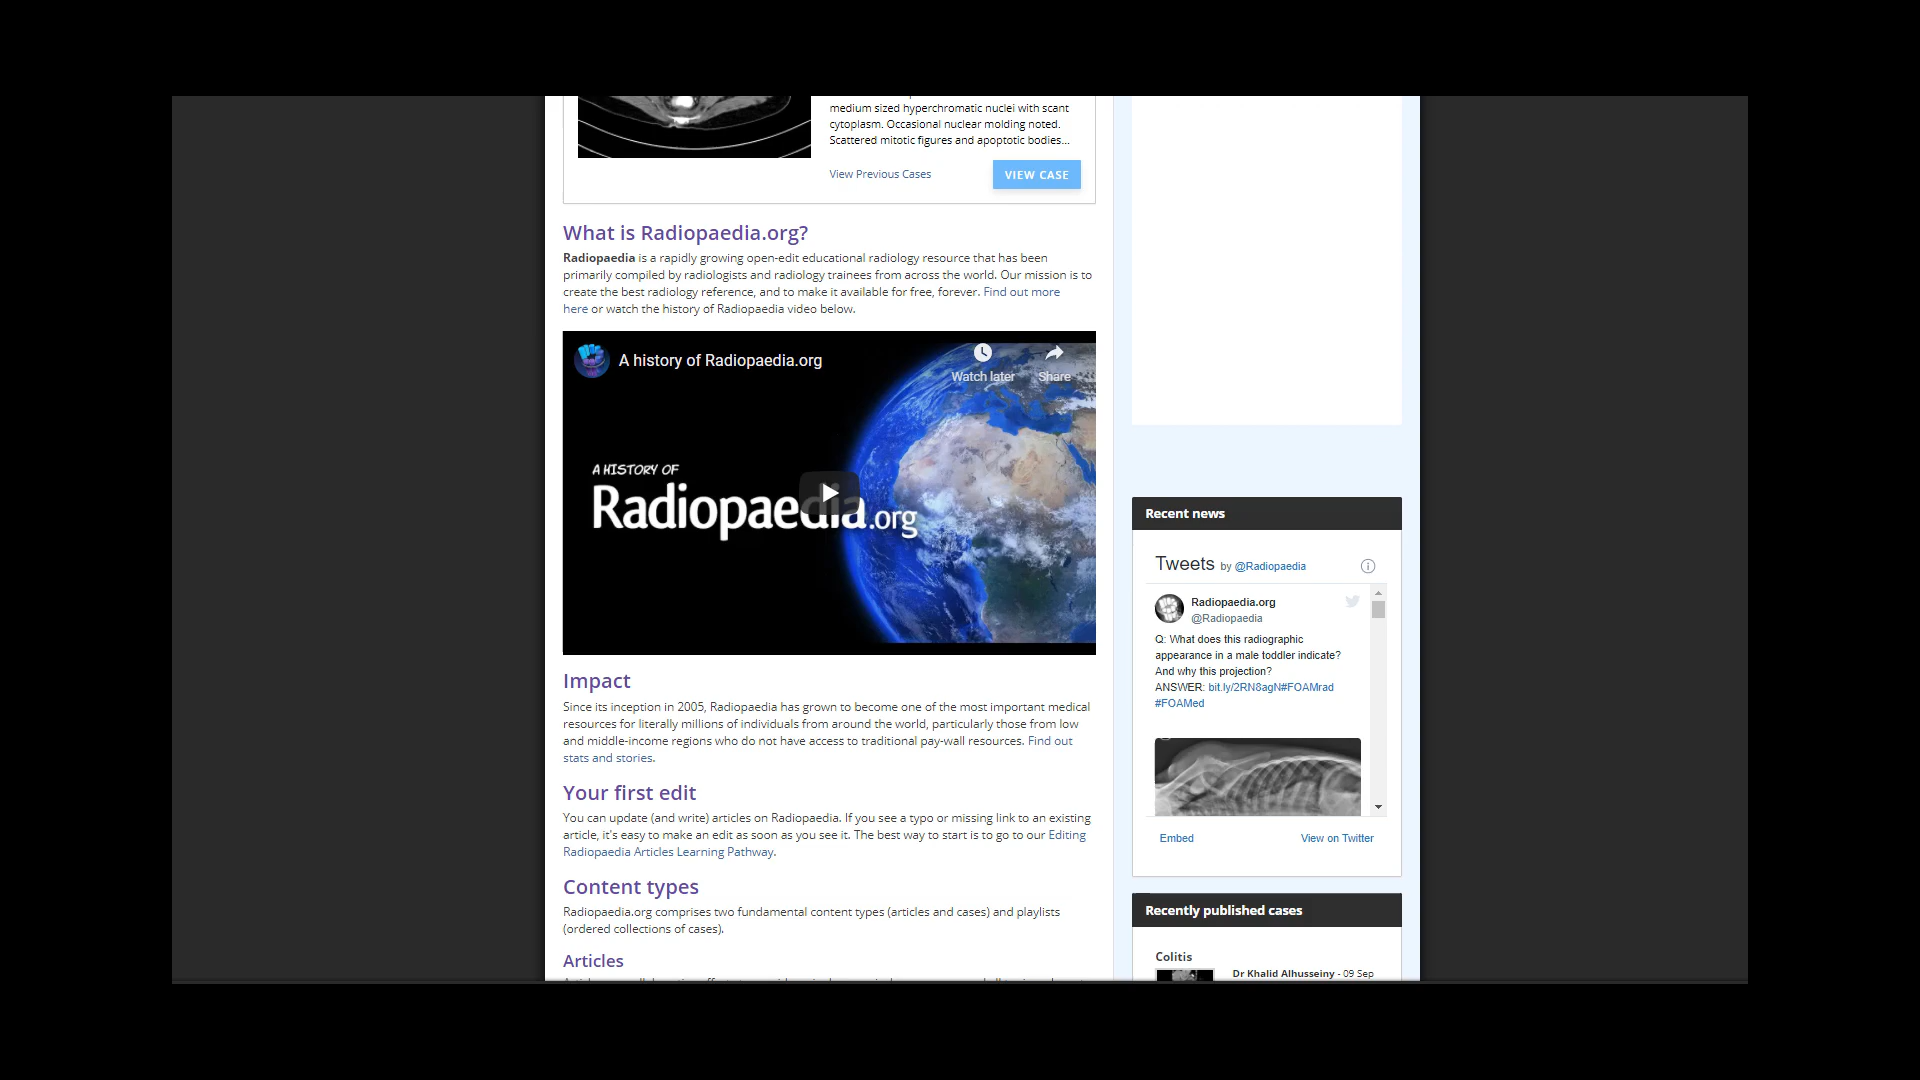 medium sized hyperchromatic nuclei with scant
cytoplasm. Occasional nuclear molding noted.
Scattered mitotic figures and apoptotic bodies...
View Previous Cases
VIEW CASE
What is Radiopaedia.org?
Radiopaedia is a rapidly growing open-edit educational radiology resource that has been
primarily compiled by radiologists and radiology trainees from across the world. Our mission is to
create the best radiology reference, and to make it available for free, forever. Find out more
here or watch the history of Radiopaedia video below.
A history of Radiopaedia.org
Watch later
Share
A HISTORY OF
Radiopaedia.org
Impact
Since its inception in 2005, Radiopaedia has grown to become one of the most important medical
resources for literally millions of individuals from around the world, particularly those from low
and middle-income regions who do not have access to traditional pay-wall resources. Find out
stats and stories.
Your first edit
You can update (and write) articles on Radiopaedia. If you see a typo or missing link to an existing
article, it's easy to make an edit as soon as you see it. The best way to start is to go to our Editing
Radiopaedia Articles Learning Pathway.
Content types
Radiopaedia.org comprises two fundamental content types (articles and cases) and playlists
(ordered collections of cases).
Articles
Recent news
Tweets by @Radiopaedia
Radiopaedia.org
@Radiopaedia
Q: What does this radiographic
appearance in a male toddler indicate?
And why this projection?
ANSWER: bit.ly/2RN8agN#FOAMrad
#FOAMed
Embed
View on Twitter
Recently published cases
Colitis
Dr Khalid Alhusseiny - 09 Sep